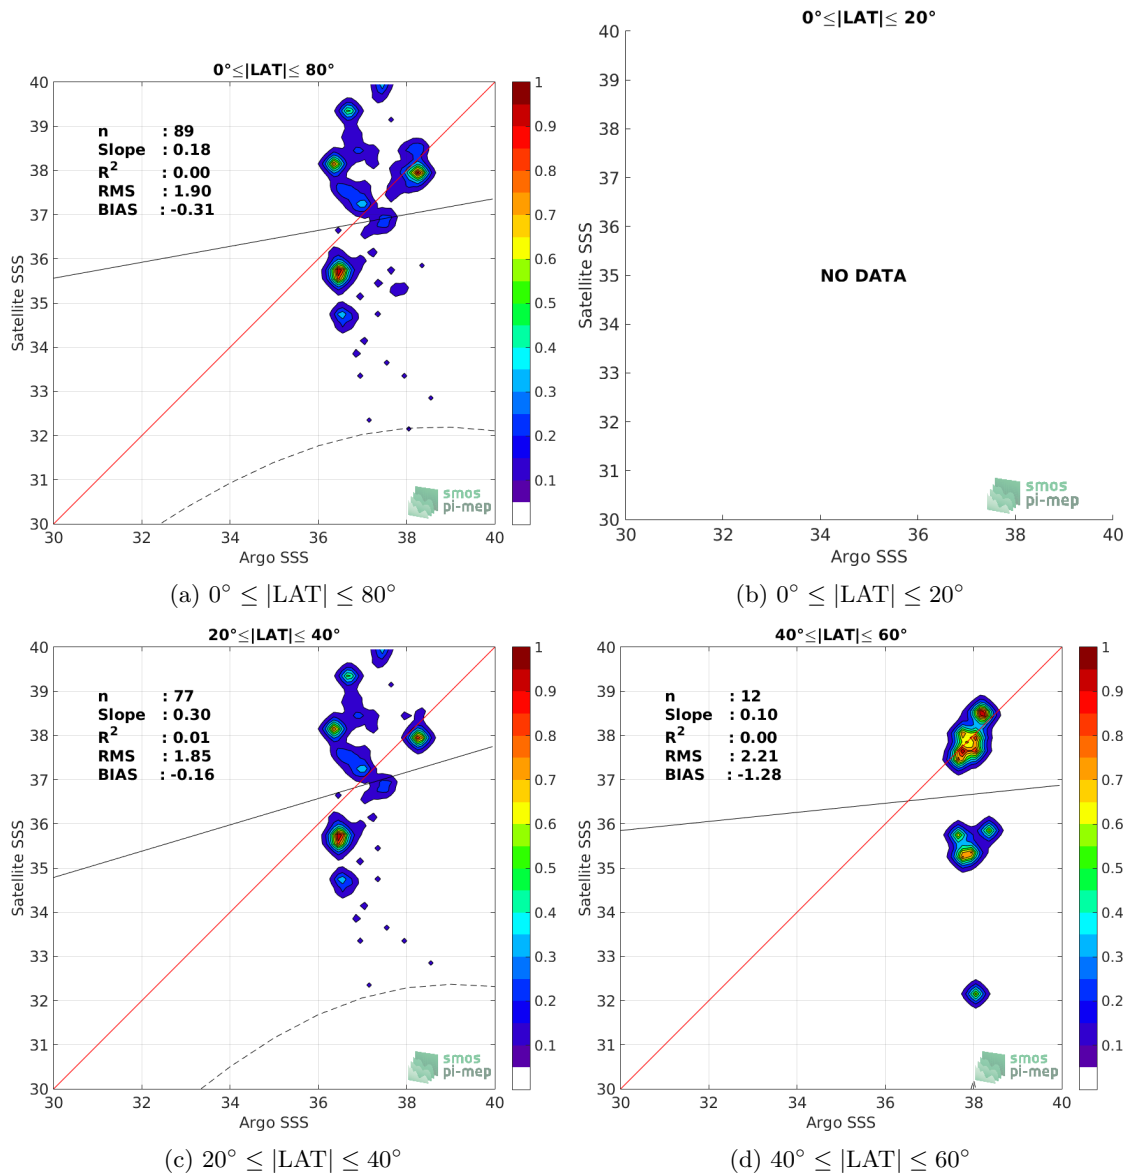 0°≤|LAT|≤ 80°
n : 89
Slope : 0.18
R² : 0.00
RMS : 1.90
BIAS : -0.31
40
39
38
37
36
35
34
33
32
31
30
Satellite SSS
30 32 34 36 38 40
Argo SSS
1
0.9
0.8
0.7
0.6
0.5
0.4
0.3
0.2
0.1
smos
pi-mep
(a) 0° ≤ |LAT| ≤ 80°
0°≤|LAT|≤ 20°
40
39
38
37
36
35
34
33
32
31
30
Satellite SSS
NO DATA
30 32 34 36 38 40
Argo SSS
smos
pi-mep
(b) 0° ≤ |LAT| ≤ 20°
20°≤|LAT|≤ 40°
n : 77
Slope : 0.30
R² : 0.01
RMS : 1.85
BIAS : -0.16
40
39
38
37
36
35
34
33
32
31
30
Satellite SSS
30 32 34 36 38 40
Argo SSS
1
0.9
0.8
0.7
0.6
0.5
0.4
0.3
0.2
0.1
smos
pi-mep
(c) 20° ≤ |LAT| ≤ 40°
40°≤|LAT|≤ 60°
n : 12
Slope : 0.10
R² : 0.00
RMS : 2.21
BIAS : -1.28
40
39
38
37
36
35
34
33
32
31
30
Satellite SSS
30 32 34 36 38 40
Argo SSS
1
0.9
0.8
0.7
0.6
0.5
0.4
0.3
0.2
0.1
smos
pi-mep
(d) 40° ≤ |LAT| ≤ 60°